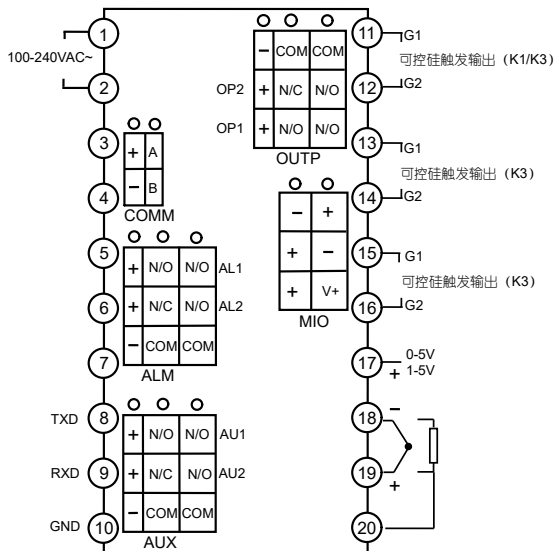 1
100-240VAC~
2
3
4
+ A
− B
COMM
5
6
7
+ N/O N/O AL1
+ N/C N/O AL2
− COM COM
ALM
TXD 8
RXD 9
GND 10
+ N/O N/O AU1
+ N/C N/O AU2
− COM COM
AUX
− COM COM
OP2 + N/C N/O
OP1 + N/O N/O
OUTP
− +
+ −
+ V+
MIO
11 G1
可控硅触发输出（K1/K3）
12 G2
13 G1
可控硅触发输出（K3）
14 G2
15 G1
可控硅触发输出（K3）
16 G2
17 0-5V
+ 1-5V
18 −
19 +
20